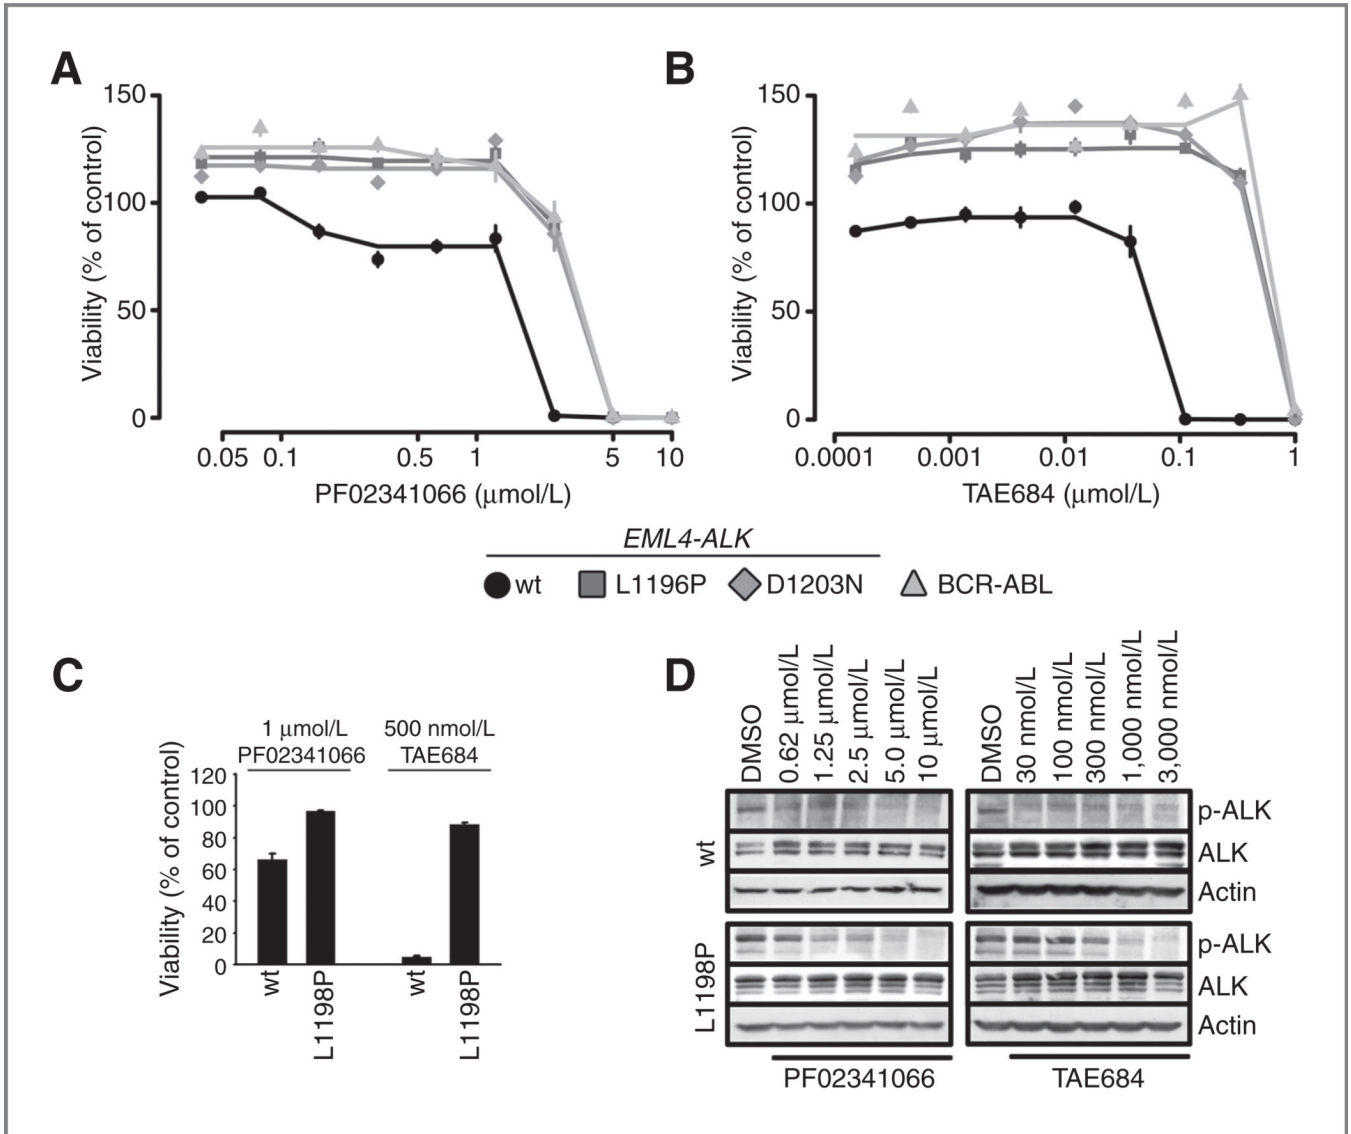 A
Viability (% of control)
150
100
50
0
0.05 0.1 0.5 1 5 10
PF02341066 (μmol/L)
B
Viability (% of control)
150
100
50
0
0.0001 0.001 0.01 0.1 1
TAE684 (μmol/L)
EML4-ALK
wt L1196P D1203N BCR-ABL
C
1 μmol/L
PF02341066
500 nmol/L
TAE684
Viability (% of control)
120
100
80
60
40
20
0
wt
L1198P
wt
L1198P
D
DMSO
0.62 μmol/L
1.25 μmol/L
2.5 μmol/L
5.0 μmol/L
10 μmol/L
DMSO
30 nmol/L
100 nmol/L
300 nmol/L
1,000 nmol/L
3,000 nmol/L
wt
p-ALK
ALK
Actin
L1198P
p-ALK
ALK
Actin
PF02341066
TAE684